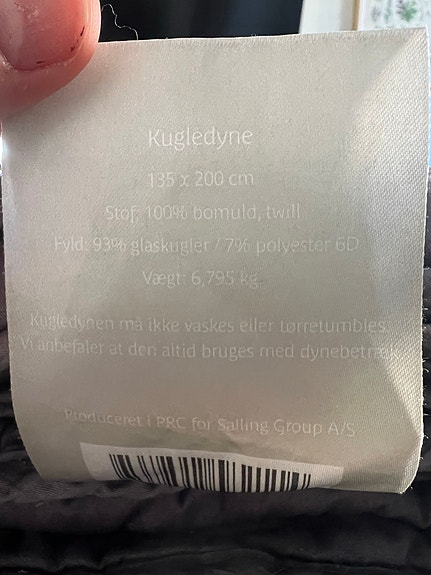 Kugledyne
135 x 200 cm
Stof: 100% bomuld, twill
Fyld: 93% glaskugler / 7% polyester 6D
Vægt: 6,795 kg.
Kugledynen må ikke vaskes eller tørretumbles.
Vi anbefaler at den altid bruges med dynebetræk.
Produceret i PRC for Salling Group A/S